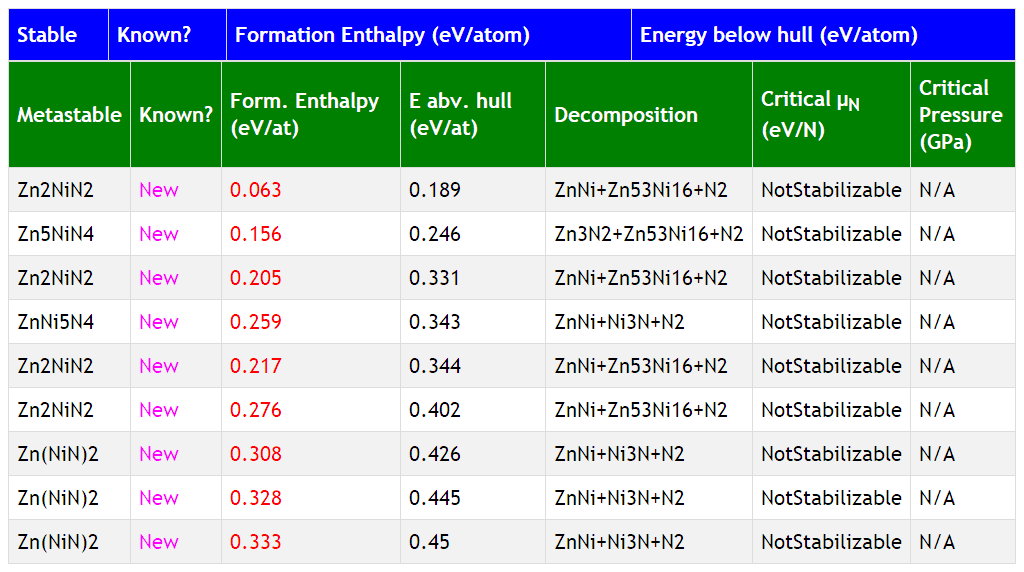 Stable Known? Formation Enthalpy (eV/atom) Energy below hull (eV/atom)
Metastable Known? Form. Enthalpy (eV/at) E abv. hull (eV/at) Decomposition Critical μN (eV/N) Critical Pressure (GPa)
Zn2NiN2 New 0.063 0.189 ZnNi+Zn53Ni16+N2 NotStabilizable N/A
Zn5NiN4 New 0.156 0.246 Zn3N2+Zn53Ni16+N2 NotStabilizable N/A
Zn2NiN2 New 0.205 0.331 ZnNi+Zn53Ni16+N2 NotStabilizable N/A
ZnNi5N4 New 0.259 0.343 ZnNi+Ni3N+N2 NotStabilizable N/A
Zn2NiN2 New 0.217 0.344 ZnNi+Zn53Ni16+N2 NotStabilizable N/A
Zn2NiN2 New 0.276 0.402 ZnNi+Zn53Ni16+N2 NotStabilizable N/A
Zn(NiN)2 New 0.308 0.426 ZnNi+Ni3N+N2 NotStabilizable N/A
Zn(NiN)2 New 0.328 0.445 ZnNi+Ni3N+N2 NotStabilizable N/A
Zn(NiN)2 New 0.333 0.45 ZnNi+Ni3N+N2 NotStabilizable N/A